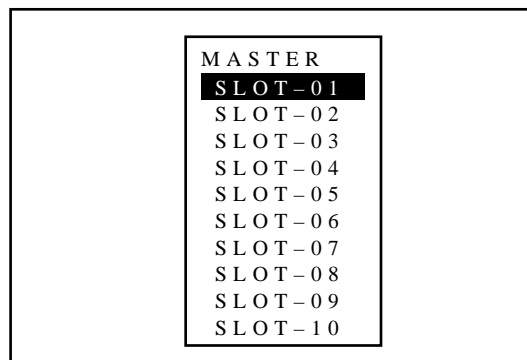 MASTER
SLOT–01
SLOT–02
SLOT–03
SLOT–04
SLOT–05
SLOT–06
SLOT–07
SLOT–08
SLOT–09
SLOT–10